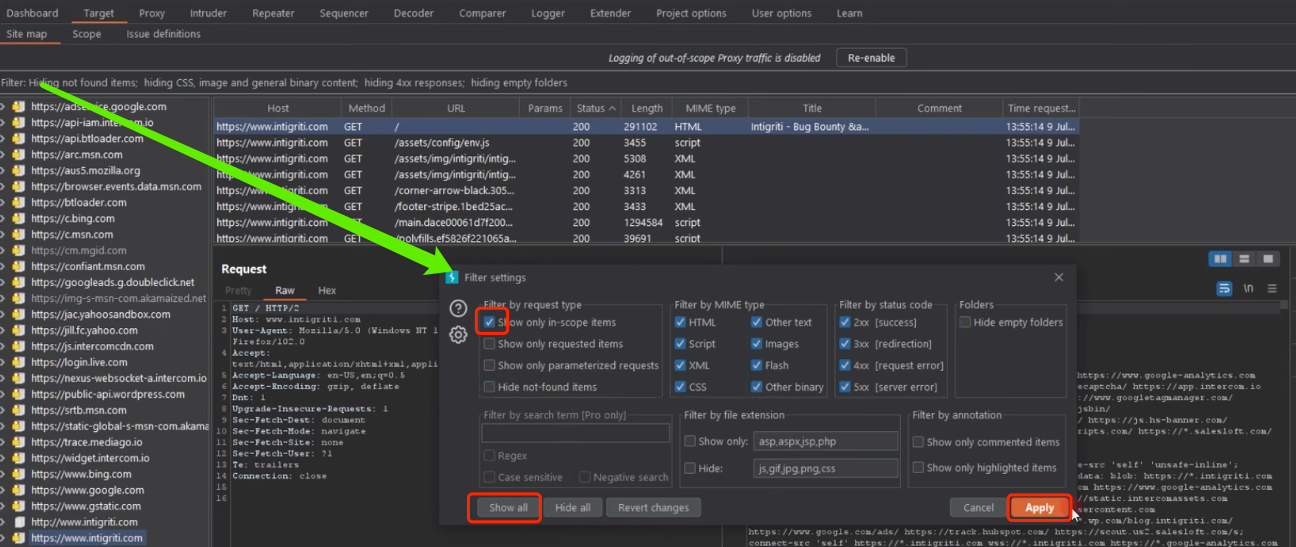 Dashboard Target Proxy Intruder Repeater Sequencer Decoder Comparer Logger Extender Project options User options Learn
Site map Scope Issue definitions
Logging of out-of-scope Proxy traffic is disabled Re-enable
Filter: Hiding not found items; hiding CSS, image and general binary content; hiding 4xx responses; hiding empty folders
https://adservice.google.com
https://api-iam.intercom.io
https://api.btloader.com
https://arc.msn.com
https://aus5.mozilla.org
https://browser.events.data.msn.com
https://btloader.com
https://c.bing.com
https://c.msn.com
https://cm.mgid.com
https://confiant.msn.com
https://googleads.g.doubleclick.net
https://img-s-msn-com.akamaized.net
https://jac.yahoosandbox.com
https://jill.fc.yahoo.com
https://js.intercomcdn.com
https://login.live.com
https://nexus-websocket-a.intercom.io
https://public-api.wordpress.com
https://srtb.msn.com
https://static-global-s-msn-com.akama
https://trace.mediago.io
https://widget.intercom.io
https://www.bing.com
https://www.google.com
https://www.gstatic.com
http://www.intigriti.com
https://www.intigriti.com
Host Method URL Params Status Length MIME type Title Comment Time request...
https://www.intigriti.com GET / 200 291102 HTML Intigriti - Bug Bounty &a... 13:55:14 9 Jul...
https://www.intigriti.com GET /assets/config/env.js 200 3455 script 13:55:14 9 Jul...
https://www.intigriti.com GET /assets/img/intigriti/intig... 200 5308 XML 13:55:14 9 Jul...
https://www.intigriti.com GET /assets/img/intigriti/intig... 200 4261 XML 13:55:14 9 Jul...
https://www.intigriti.com GET /corner-arrow-black.305... 200 3313 XML 13:55:14 9 Jul...
https://www.intigriti.com GET /footer-stripe.1bed25ac... 200 3433 XML 13:55:14 9 Jul...
https://www.intigriti.com GET /main.dace00061d7f200... 200 1294584 script 13:55:14 9 Jul...
https://www.intigriti.com GET /polyfills.ef5826f221065a... 200 39691 script 13:55:14 9 Jul...
Request
Pretty Raw Hex
\n
1 GET / HTTP/2
2 Host: www.intigriti.com
3 User-Agent: Mozilla/5.0 (Windows NT 1
Firefox/102.0
4 Accept:
text/html,application/xhtml+xml,applic
5 Accept-Language: en-US,en;q=0.5
6 Accept-Encoding: gzip, deflate
7 Dnt: 1
8 Upgrade-Insecure-Requests: 1
9 Sec-Fetch-Dest: document
10 Sec-Fetch-Mode: navigate
11 Sec-Fetch-Site: none
12 Sec-Fetch-User: ?1
13 Te: trailers
14 Connection: close
15
16
Filter settings
Filter by request type
Show only in-scope items
Show only requested items
Show only parameterized requests
Hide not-found items
Filter by MIME type
HTML Other text
Script Images
XML Flash
CSS Other binary
Filter by status code
2xx [success]
3xx [redirection]
4xx [request error]
5xx [server error]
Folders
Hide empty folders
Filter by search term [Pro only]
Regex
Case sensitive Negative search
Filter by file extension
Show only: asp,aspx,jsp,php
Hide: js,gif,jpg,png,css
Filter by annotation
Show only commented items
Show only highlighted items
Show all Hide all Revert changes Cancel Apply
https://www.google-analytics.com
ecaptcha/ https://app.intercom.io
https://www.googletagmanager.com
jsbin/
https://js.hs-banner.com/
ripts.com/ https://*.salesloft.com/
e-src 'self' 'unsafe-inline';
data: blob: https://*.intigriti.com
om https://www.google-analytics.com
//static.intercomassets.com
sercontent.com
.wp.com/blog.intigriti.com/
https://www.google.com/ads/ https://track.hubspot.com/ https://scout.us2.salesloft.com/s;
connect-src 'self' https://*.intigriti.com wss://*.intigriti.com https://*.google-analytics.com